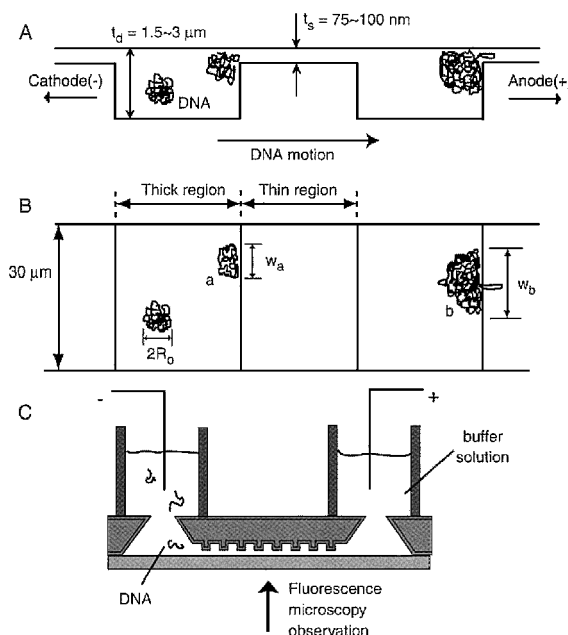 A
t_d = 1.5~3 µm
t_s = 75~100 nm
Cathode(-)
DNA
Anode(+)
DNA motion
Thick region
Thin region
B
30 µm
a
w_a
2R_o
b
w_b
C
-
+
buffer
solution
DNA
Fluorescence
microscopy
observation